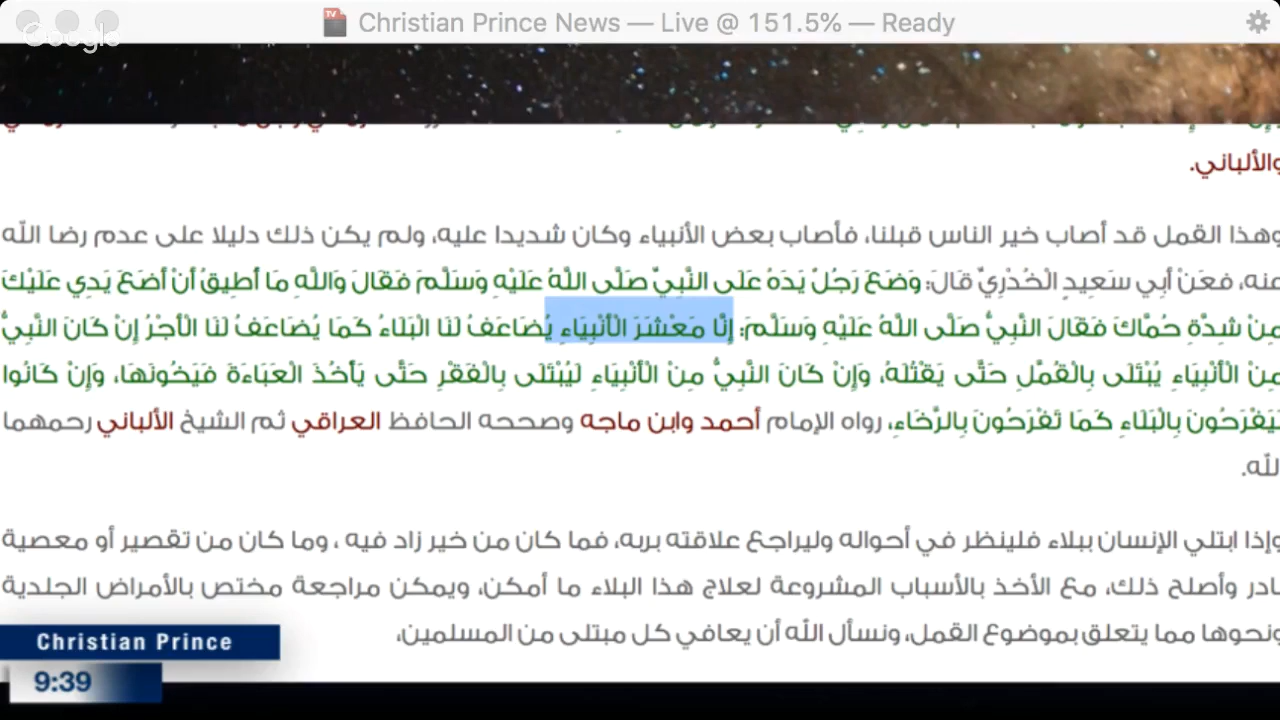 Christian Prince News — Live @ 151.5% — Ready
Google
والألباني.
وهذا القمل قد أصاب خير الناس قبلنا، فأصاب بعض الأنبياء وكان شديدا عليه، ولم يكن ذلك دليلا على عدم رضا الله
عنه، فعَنْ أَبِي سَعِيدٍ الْخُدْرِيِّ قَالَ: وَضَعَ رَجُلٌ يَدَهُ عَلَى النَّبِيِّ صَلَّى اللَّهُ عَلَيْهِ وَسَلَّمَ فَقَالَ وَاللَّهِ مَا أُطِيقُ أَنْ أَضَعَ يَدِي عَلَيْكَ
مِنْ شِدَّةِ حُمَّاكَ فَقَالَ النَّبِيُّ صَلَّى اللَّهُ عَلَيْهِ وَسَلَّمَ: إِنَّا مَعْشَرَ الْأَنْبِيَاءِ يُضَاعَفُ لَنَا الْبَلَاءُ كَمَا يُضَاعَفُ لَنَا الْأَجْرُ إِنْ كَانَ النَّبِيُّ
مِنْ الْأَنْبِيَاءِ يُبْتَلَى بِالْقُمَّلِ حَتَّى يَقْتُلَهُ، وَإِنْ كَانَ النَّبِيُّ مِنْ الْأَنْبِيَاءِ لَيُبْتَلَى بِالْفَقْرِ حَتَّى يَأْخُذَ الْعَبَاءَةَ فَيَخُونَهَا، وَإِنْ كَانُوا
لَيَفْرَحُونَ بِالْبَلَاءِ كَمَا تَفْرَحُونَ بِالرَّخَاءِ، رواه الإمام أحمد وابن ماجه وصححه الحافظ العراقي ثم الشيخ الألباني رحمهما
الله.
وإذا ابتلي الإنسان ببلاء فلينظر في أحواله وليراجع علاقته بربه، فما كان من خير زاد فيه ، وما كان من تقصير أو معصية
بادر وأصلح ذلك، مع الأخذ بالأسباب المشروعة لعلاج هذا البلاء ما أمكن، ويمكن مراجعة مختص بالأمراض الجلدية
ونحوها مما يتعلق بموضوع القمل، ونسأل الله أن يعافي كل مبتلى من المسلمين،
Christian Prince
9:39